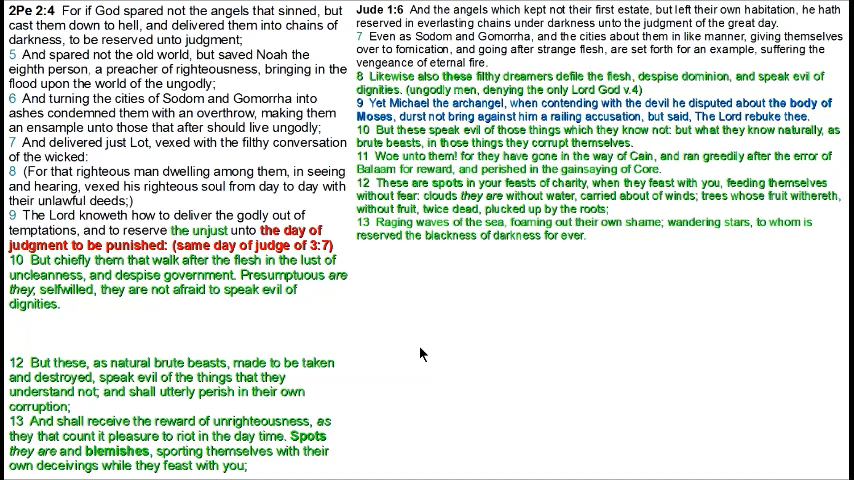 2Pe 2:4  For if God spared not the angels that sinned, but
cast them down to hell, and delivered them into chains of
darkness, to be reserved unto judgment;
5  And spared not the old world, but saved Noah the
eighth person, a preacher of righteousness, bringing in the
flood upon the world of the ungodly;
6  And turning the cities of Sodom and Gomorrha into
ashes condemned them with an overthrow, making them
an ensample unto those that after should live ungodly;
7  And delivered just Lot, vexed with the filthy conversation
of the wicked:
8  (For that righteous man dwelling among them, in seeing
and hearing, vexed his righteous soul from day to day with
their unlawful deeds;)
9  The Lord knoweth how to deliver the godly out of
temptations, and to reserve the unjust unto the day of
judgment to be punished: (same day of judge of 3:7)
10  But chiefly them that walk after the flesh in the lust of
uncleanness, and despise government. Presumptuous are
they, selfwilled, they are not afraid to speak evil of
dignities.
12  But these, as natural brute beasts, made to be taken
and destroyed, speak evil of the things that they
understand not; and shall utterly perish in their own
corruption;
13  And shall receive the reward of unrighteousness, as
they that count it pleasure to riot in the day time. Spots
they are and blemishes, sporting themselves with their
own deceivings while they feast with you;
Jude 1:6  And the angels which kept not their first estate, but left their own habitation, he hath
reserved in everlasting chains under darkness unto the judgment of the great day.
7  Even as Sodom and Gomorrha, and the cities about them in like manner, giving themselves
over to fornication, and going after strange flesh, are set forth for an example, suffering the
vengeance of eternal fire.
8  Likewise also these filthy dreamers defile the flesh, despise dominion, and speak evil of
dignities. (ungodly men, denying the only Lord God v.4)
9  Yet Michael the archangel, when contending with the devil he disputed about the body of
Moses, durst not bring against him a railing accusation, but said, The Lord rebuke thee.
10  But these speak evil of those things which they know not: but what they know naturally, as
brute beasts, in those things they corrupt themselves.
11  Woe unto them! for they have gone in the way of Cain, and ran greedily after the error of
Balaam for reward, and perished in the gainsaying of Core.
12  These are spots in your feasts of charity, when they feast with you, feeding themselves
without fear: clouds they are without water, carried about of winds; trees whose fruit withereth,
without fruit, twice dead, plucked up by the roots;
13  Raging waves of the sea, foaming out their own shame; wandering stars, to whom is
reserved the blackness of darkness for ever.